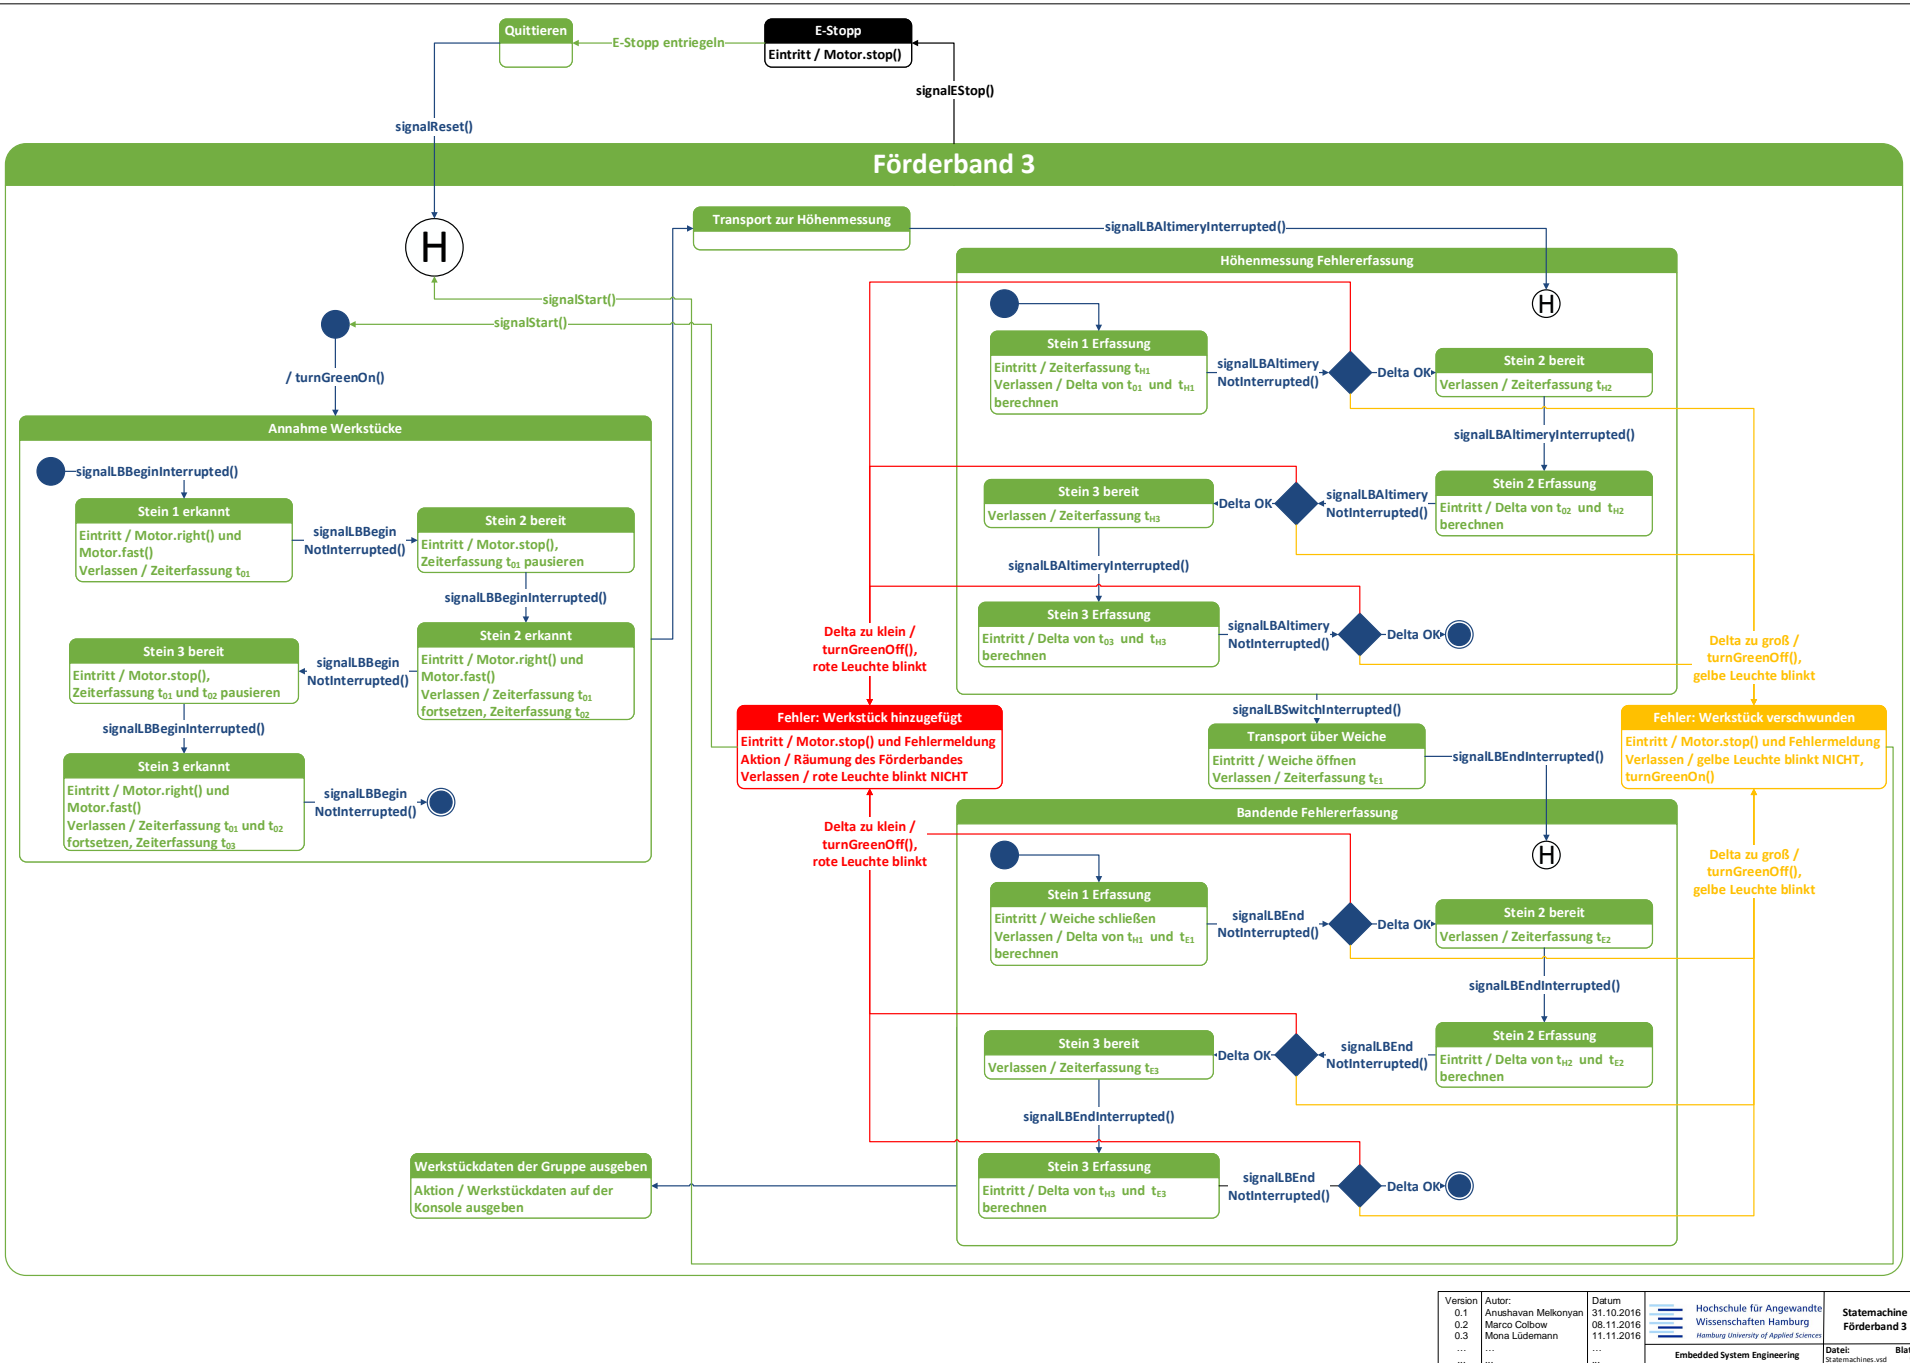 Quittieren
E-Stopp entriegeln
E-Stopp
Eintritt / Motor.stop()
signalEStop()
signalReset()
Förderband 3
H
signalStart()
signalStart()
/ turnGreenOn()
Transport zur Höhenmessung
signalLBAltimeryInterrupted()
Annahme Werkstücke
signalLBBeginInterrupted()
Stein 1 erkannt
Eintritt / Motor.right() und
Motor.fast()
Verlassen / Zeiterfassung t01
signalLBBegin
NotInterrupted()
Stein 2 bereit
Eintritt / Motor.stop(),
Zeiterfassung t01 pausieren
signalLBBeginInterrupted()
Stein 2 erkannt
Eintritt / Motor.right() und
Motor.fast()
Verlassen / Zeiterfassung t01
fortsetzen, Zeiterfassung t02
signalLBBegin
NotInterrupted()
Stein 3 bereit
Eintritt / Motor.stop(),
Zeiterfassung t01 und t02 pausieren
signalLBBeginInterrupted()
Stein 3 erkannt
Eintritt / Motor.right() und
Motor.fast()
Verlassen / Zeiterfassung t01 und t02
fortsetzen, Zeiterfassung t03
signalLBBegin
NotInterrupted()
Höhenmessung Fehlererfassung
H
Stein 1 Erfassung
Eintritt / Zeiterfassung tH1
Verlassen / Delta von t01 und tH1
berechnen
signalLBAltimery
NotInterrupted()
Delta OK
Stein 2 bereit
Verlassen / Zeiterfassung tH2
signalLBAltimeryInterrupted()
Stein 2 Erfassung
Eintritt / Delta von t02 und tH2
berechnen
signalLBAltimery
NotInterrupted()
Delta OK
Stein 3 bereit
Verlassen / Zeiterfassung tH3
signalLBAltimeryInterrupted()
Stein 3 Erfassung
Eintritt / Delta von t03 und tH3
berechnen
signalLBAltimery
NotInterrupted()
Delta OK
Delta zu klein /
turnGreenOff(),
rote Leuchte blinkt
Delta zu groß /
turnGreenOff(),
gelbe Leuchte blinkt
Fehler: Werkstück hinzugefügt
Eintritt / Motor.stop() und Fehlermeldung
Aktion / Räumung des Förderbandes
Verlassen / rote Leuchte blinkt NICHT
signalLBSwitchInterrupted()
Transport über Weiche
Eintritt / Weiche öffnen
Verlassen / Zeiterfassung tE1
signalLBEndInterrupted()
Fehler: Werkstück verschwunden
Eintritt / Motor.stop() und Fehlermeldung
Verlassen / gelbe Leuchte blinkt NICHT,
turnGreenOn()
Delta zu klein /
turnGreenOff(),
rote Leuchte blinkt
Delta zu groß /
turnGreenOff(),
gelbe Leuchte blinkt
Bandende Fehlererfassung
H
Stein 1 Erfassung
Eintritt / Weiche schließen
Verlassen / Delta von tH1 und tE1
berechnen
signalLBEnd
NotInterrupted()
Delta OK
Stein 2 bereit
Verlassen / Zeiterfassung tE2
signalLBEndInterrupted()
Stein 2 Erfassung
Eintritt / Delta von tH2 und tE2
berechnen
signalLBEnd
NotInterrupted()
Delta OK
Stein 3 bereit
Verlassen / Zeiterfassung tE3
signalLBEndInterrupted()
Stein 3 Erfassung
Eintritt / Delta von tH3 und tE3
berechnen
signalLBEnd
NotInterrupted()
Delta OK
Werkstückdaten der Gruppe ausgeben
Aktion / Werkstückdaten auf der
Konsole ausgeben
Version Autor: Datum
0.1 Anushavan Melkonyan 31.10.2016
0.2 Marco Colbow 08.11.2016
0.3 Mona Lüdemann 11.11.2016
... ... ...
... ... ...
Hochschule für Angewandte
Wissenschaften Hamburg
Hamburg University of Applied Sciences
Embedded System Engineering
Statemachine
Förderband 3
Datei: Blat
Statemachines.vsd